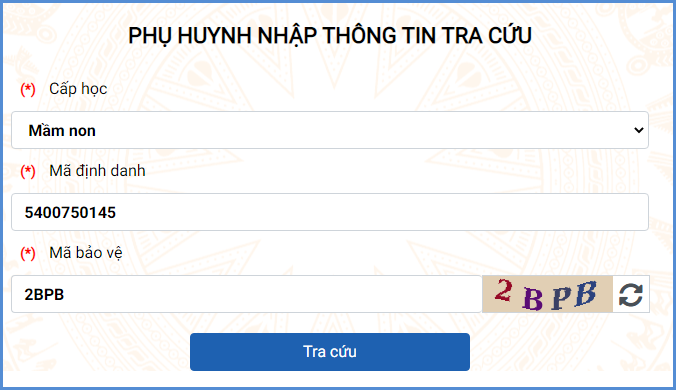 PHỤ HUYNH NHẬP THÔNG TIN TRA CỨU
(*) Cấp học
Mầm non
(*) Mã định danh
5400750145
(*) Mã bảo vệ
2BPB 2BPB
Tra cứu